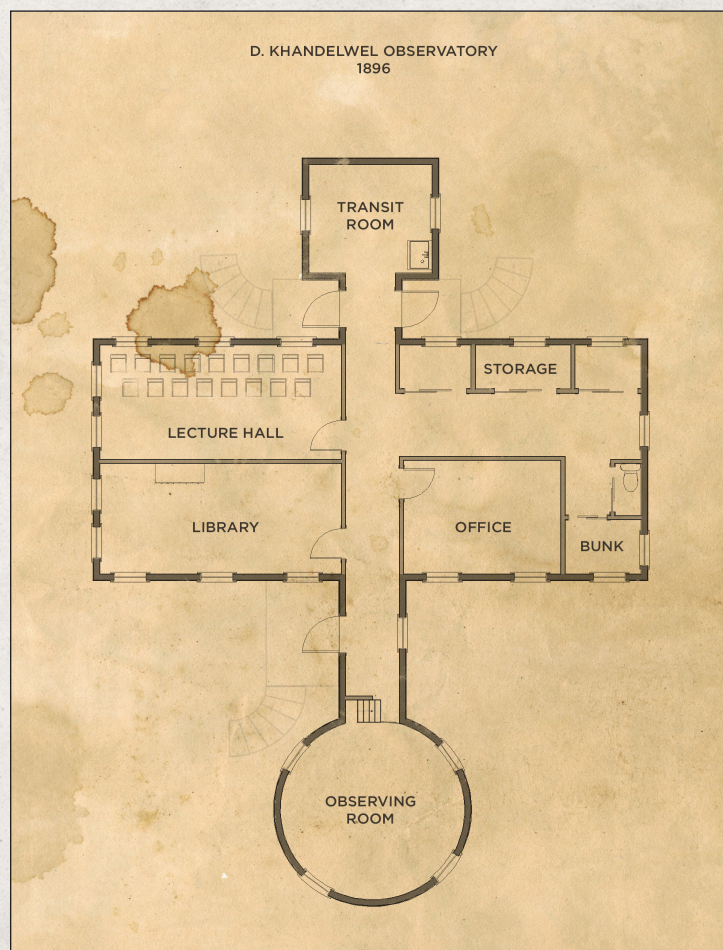 D. KHANDELWEL OBSERVATORY
1896
TRANSIT
ROOM
STORAGE
LECTURE HALL
LIBRARY
OFFICE
BUNK
OBSERVING
ROOM